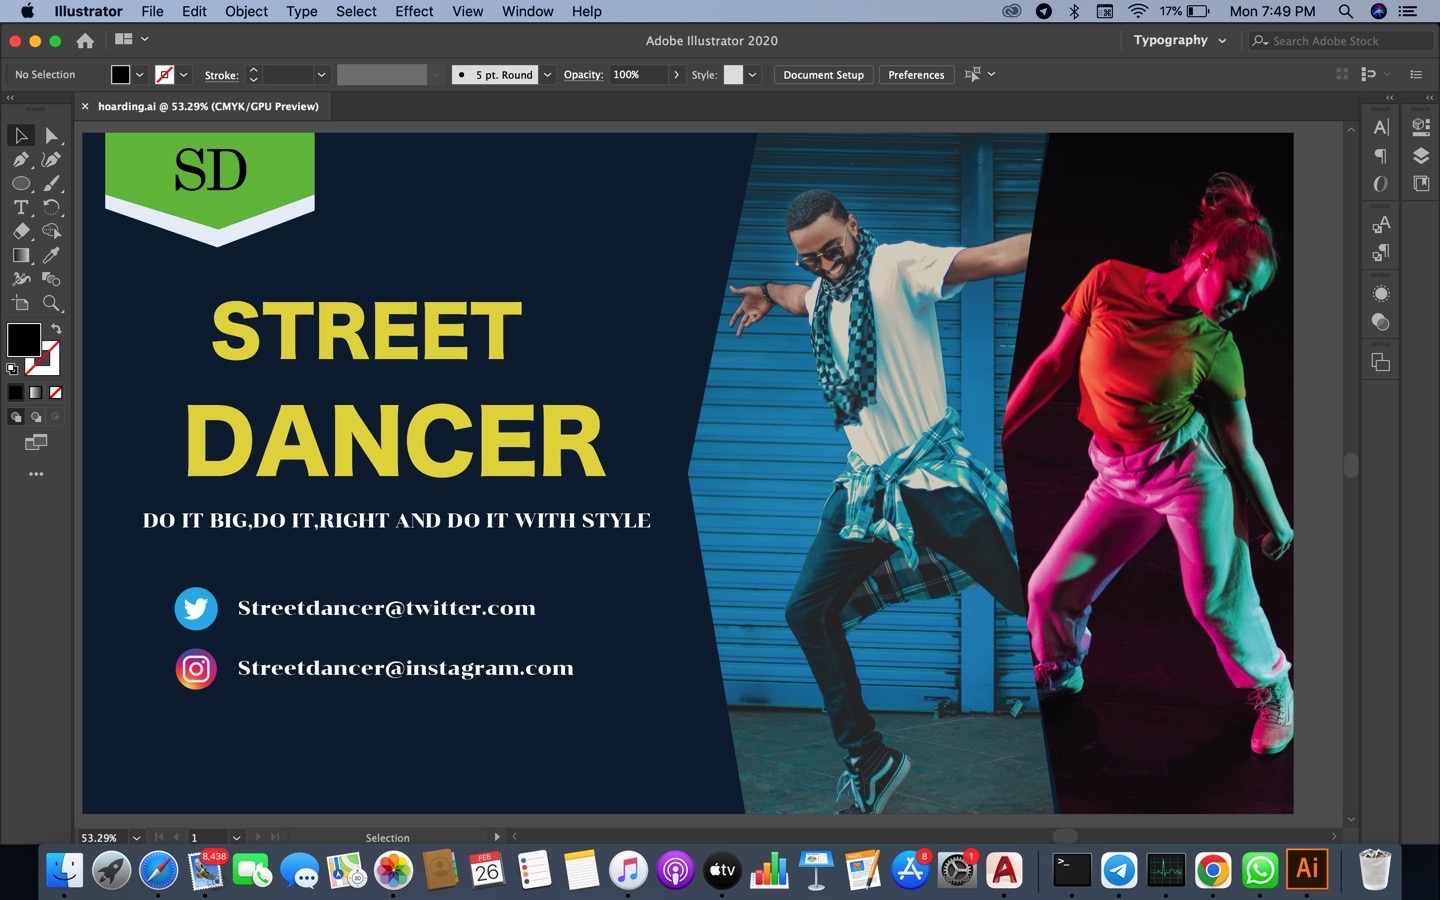 Illustrator File Edit Object Type Select Effect View Window Help 17% Mon 7:49 PM
Adobe Illustrator 2020 Typography Search Adobe Stock
No Selection Stroke: 5 pt. Round Opacity: 100% Style: Document Setup Preferences
× hoarding.ai @ 53.29% (CMYK/GPU Preview)
SD
STREET
DANCER
DO IT BIG,DO IT,RIGHT AND DO IT WITH STYLE
Streetdancer@twitter.com
Streetdancer@instagram.com
53.29% 1 Selection
8,438 FEB 26 tv 8 1 Ai